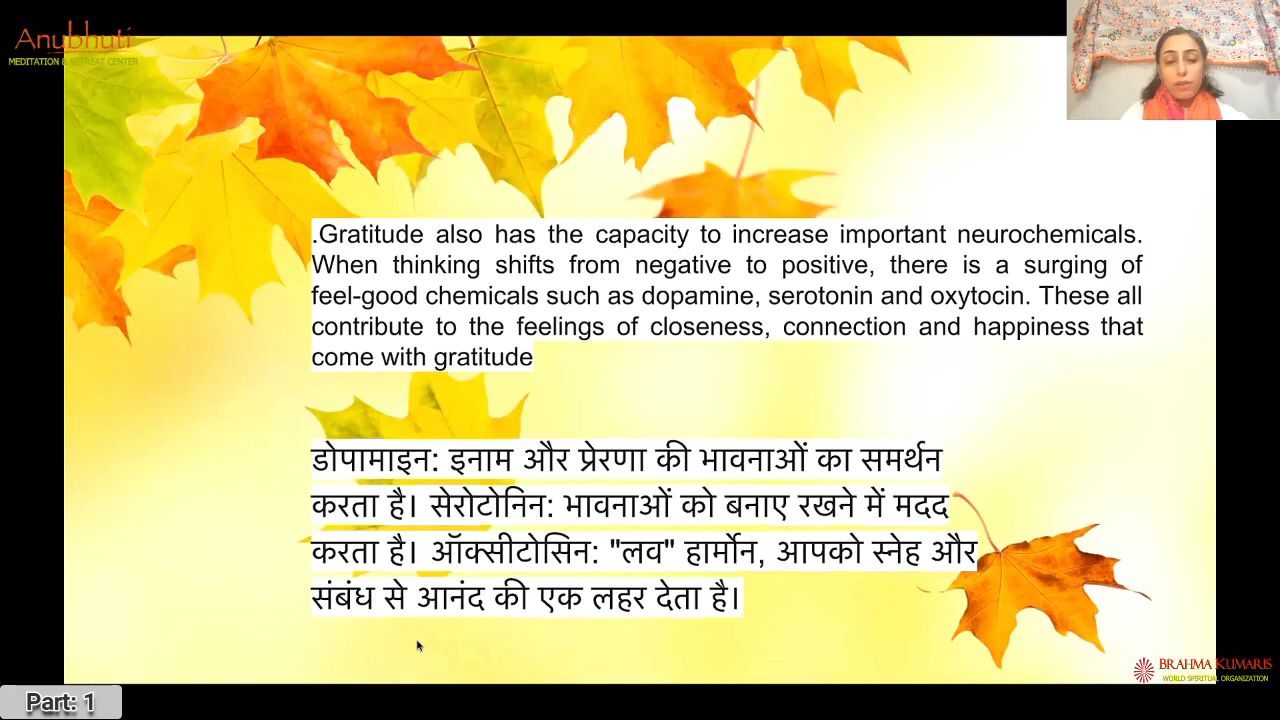 Anubhuti
MEDITATION & RETREAT CENTER
.Gratitude also has the capacity to increase important neurochemicals.
When thinking shifts from negative to positive, there is a surging of
feel-good chemicals such as dopamine, serotonin and oxytocin. These all
contribute to the feelings of closeness, connection and happiness that
come with gratitude
डोपामाइन: इनाम और प्रेरणा की भावनाओं का समर्थन
करता है। सेरोटोनिन: भावनाओं को बनाए रखने में मदद
करता है। ऑक्सीटोसिन: "लव" हार्मोन, आपको स्नेह और
संबंध से आनंद की एक लहर देता है।
BRAHMA KUMARIS
WORLD SPIRITUAL ORGANIZATION
Part: 1